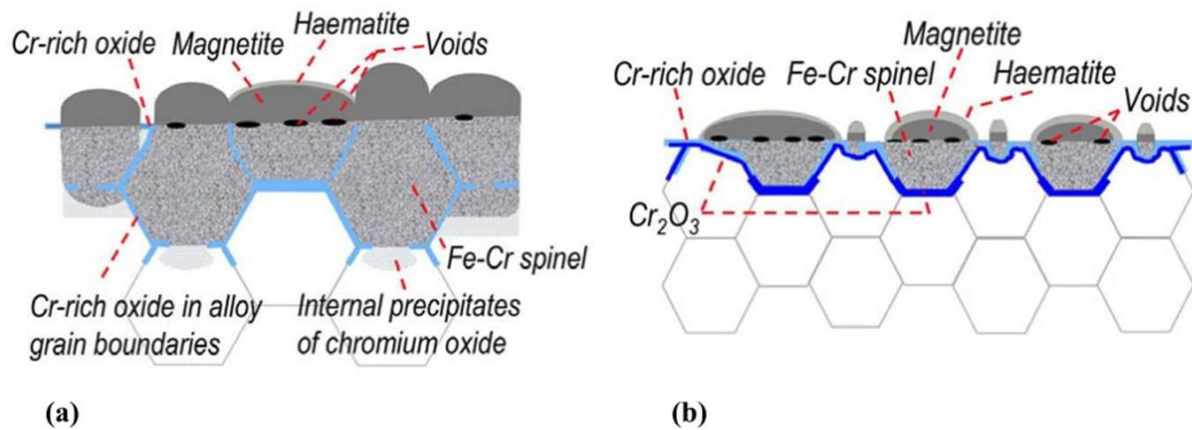 Cr-rich oxide
Magnetite
Haematite
Voids
Fe-Cr spinel
Cr-rich oxide in alloy
grain boundaries
Internal precipitates
of chromium oxide
(a)
Magnetite
Cr-rich oxide
Fe-Cr spinel
Haematite
Voids
Cr₂O₃
(b)